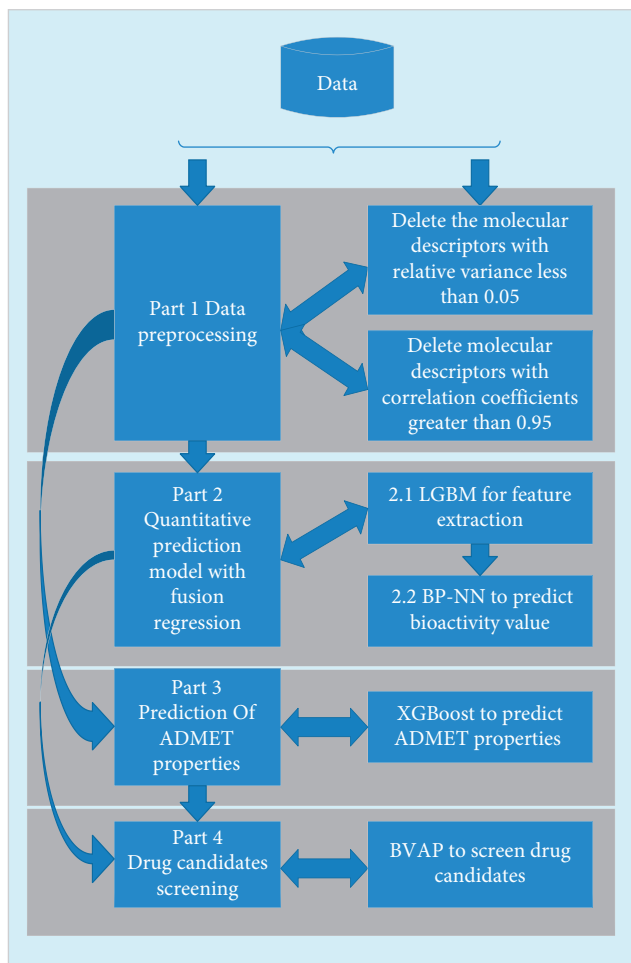 Data
Part 1 Data
preprocessing
Delete the molecular
descriptors with
relative variance less
than 0.05
Delete molecular
descriptors with
correlation coefficients
greater than 0.95
Part 2
Quantitative
prediction
model with
fusion
regression
2.1 LGBM for feature
extraction
2.2 BP-NN to predict
bioactivity value
Part 3
Prediction Of
ADMET
properties
XGBoost to predict
ADMET properties
Part 4
Drug candidates
screening
BVAP to screen drug
candidates